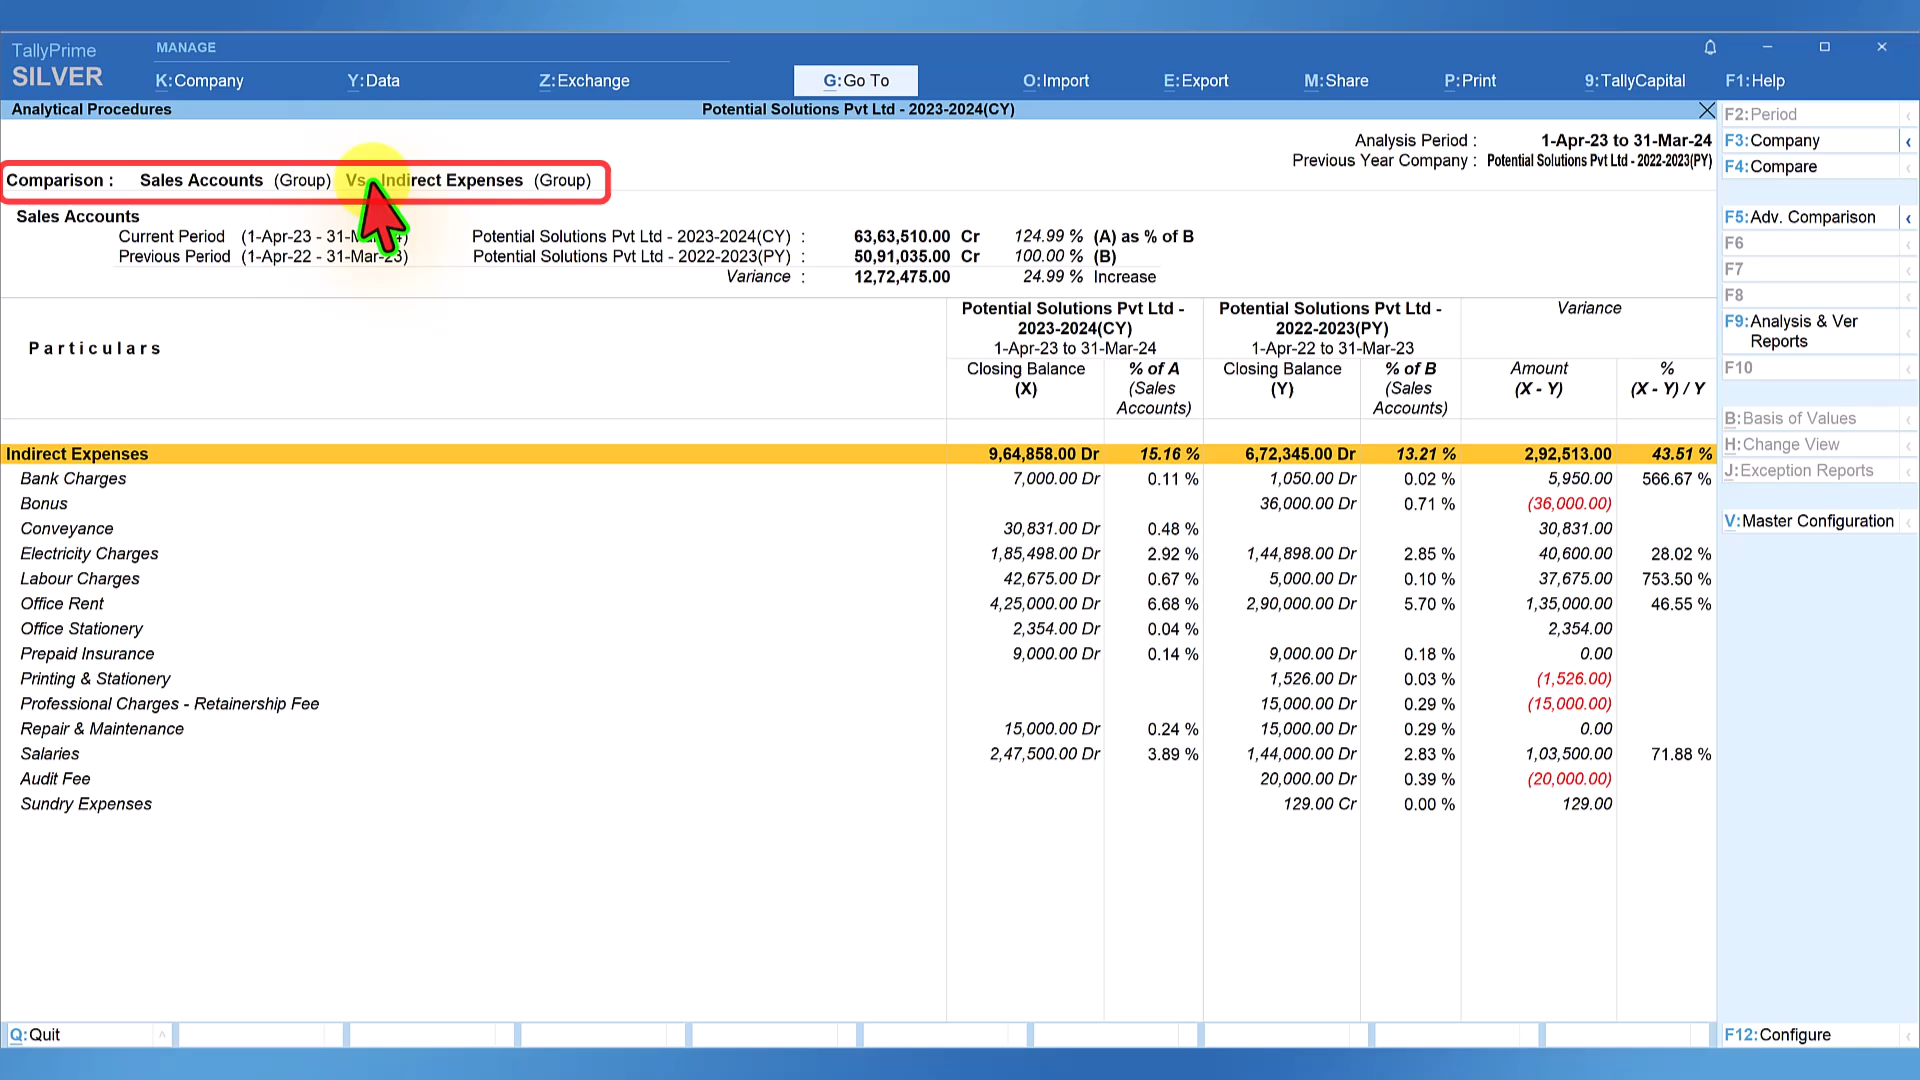 TallyPrime
SILVER
MANAGE
K:Company Y:Data Z:Exchange G:Go To O:Import E:Export M:Share P:Print 9:TallyCapital F1:Help
Analytical Procedures Potential Solutions Pvt Ltd - 2023-2024(CY)
Analysis Period : 1-Apr-23 to 31-Mar-24
Previous Year Company : Potential Solutions Pvt Ltd - 2022-2023(PY)
Comparison : Sales Accounts (Group) Vs Indirect Expenses (Group)
Sales Accounts
Current Period (1-Apr-23 - 31-M 4) Potential Solutions Pvt Ltd - 2023-2024(CY) : 63,63,510.00 Cr 124.99 % (A) as % of B
Previous Period (1-Apr-22 - 31-Mar-23) Potential Solutions Pvt Ltd - 2022-2023(PY) : 50,91,035.00 Cr 100.00 % (B)
Variance : 12,72,475.00 24.99 % Increase
Particulars
Potential Solutions Pvt Ltd -
2023-2024(CY)
1-Apr-23 to 31-Mar-24
Potential Solutions Pvt Ltd -
2022-2023(PY)
1-Apr-22 to 31-Mar-23
Variance
Closing Balance
(X)
% of A
(Sales
Accounts)
Closing Balance
(Y)
% of B
(Sales
Accounts)
Amount
(X - Y)
%
(X - Y) / Y
Indirect Expenses 9,64,858.00 Dr 15.16 % 6,72,345.00 Dr 13.21 % 2,92,513.00 43.51 %
Bank Charges 7,000.00 Dr 0.11 % 1,050.00 Dr 0.02 % 5,950.00 566.67 %
Bonus 36,000.00 Dr 0.71 % (36,000.00)
Conveyance 30,831.00 Dr 0.48 % 30,831.00
Electricity Charges 1,85,498.00 Dr 2.92 % 1,44,898.00 Dr 2.85 % 40,600.00 28.02 %
Labour Charges 42,675.00 Dr 0.67 % 5,000.00 Dr 0.10 % 37,675.00 753.50 %
Office Rent 4,25,000.00 Dr 6.68 % 2,90,000.00 Dr 5.70 % 1,35,000.00 46.55 %
Office Stationery 2,354.00 Dr 0.04 % 2,354.00
Prepaid Insurance 9,000.00 Dr 0.14 % 9,000.00 Dr 0.18 % 0.00
Printing & Stationery 1,526.00 Dr 0.03 % (1,526.00)
Professional Charges - Retainership Fee 15,000.00 Dr 0.29 % (15,000.00)
Repair & Maintenance 15,000.00 Dr 0.24 % 15,000.00 Dr 0.29 % 0.00
Salaries 2,47,500.00 Dr 3.89 % 1,44,000.00 Dr 2.83 % 1,03,500.00 71.88 %
Audit Fee 20,000.00 Dr 0.39 % (20,000.00)
Sundry Expenses 129.00 Cr 0.00 % 129.00
F2:Period
F3:Company
F4:Compare
F5:Adv. Comparison
F6
F7
F8
F9:Analysis & Ver
Reports
F10
B:Basis of Values
H:Change View
J:Exception Reports
V:Master Configuration
Q:Quit
F12:Configure